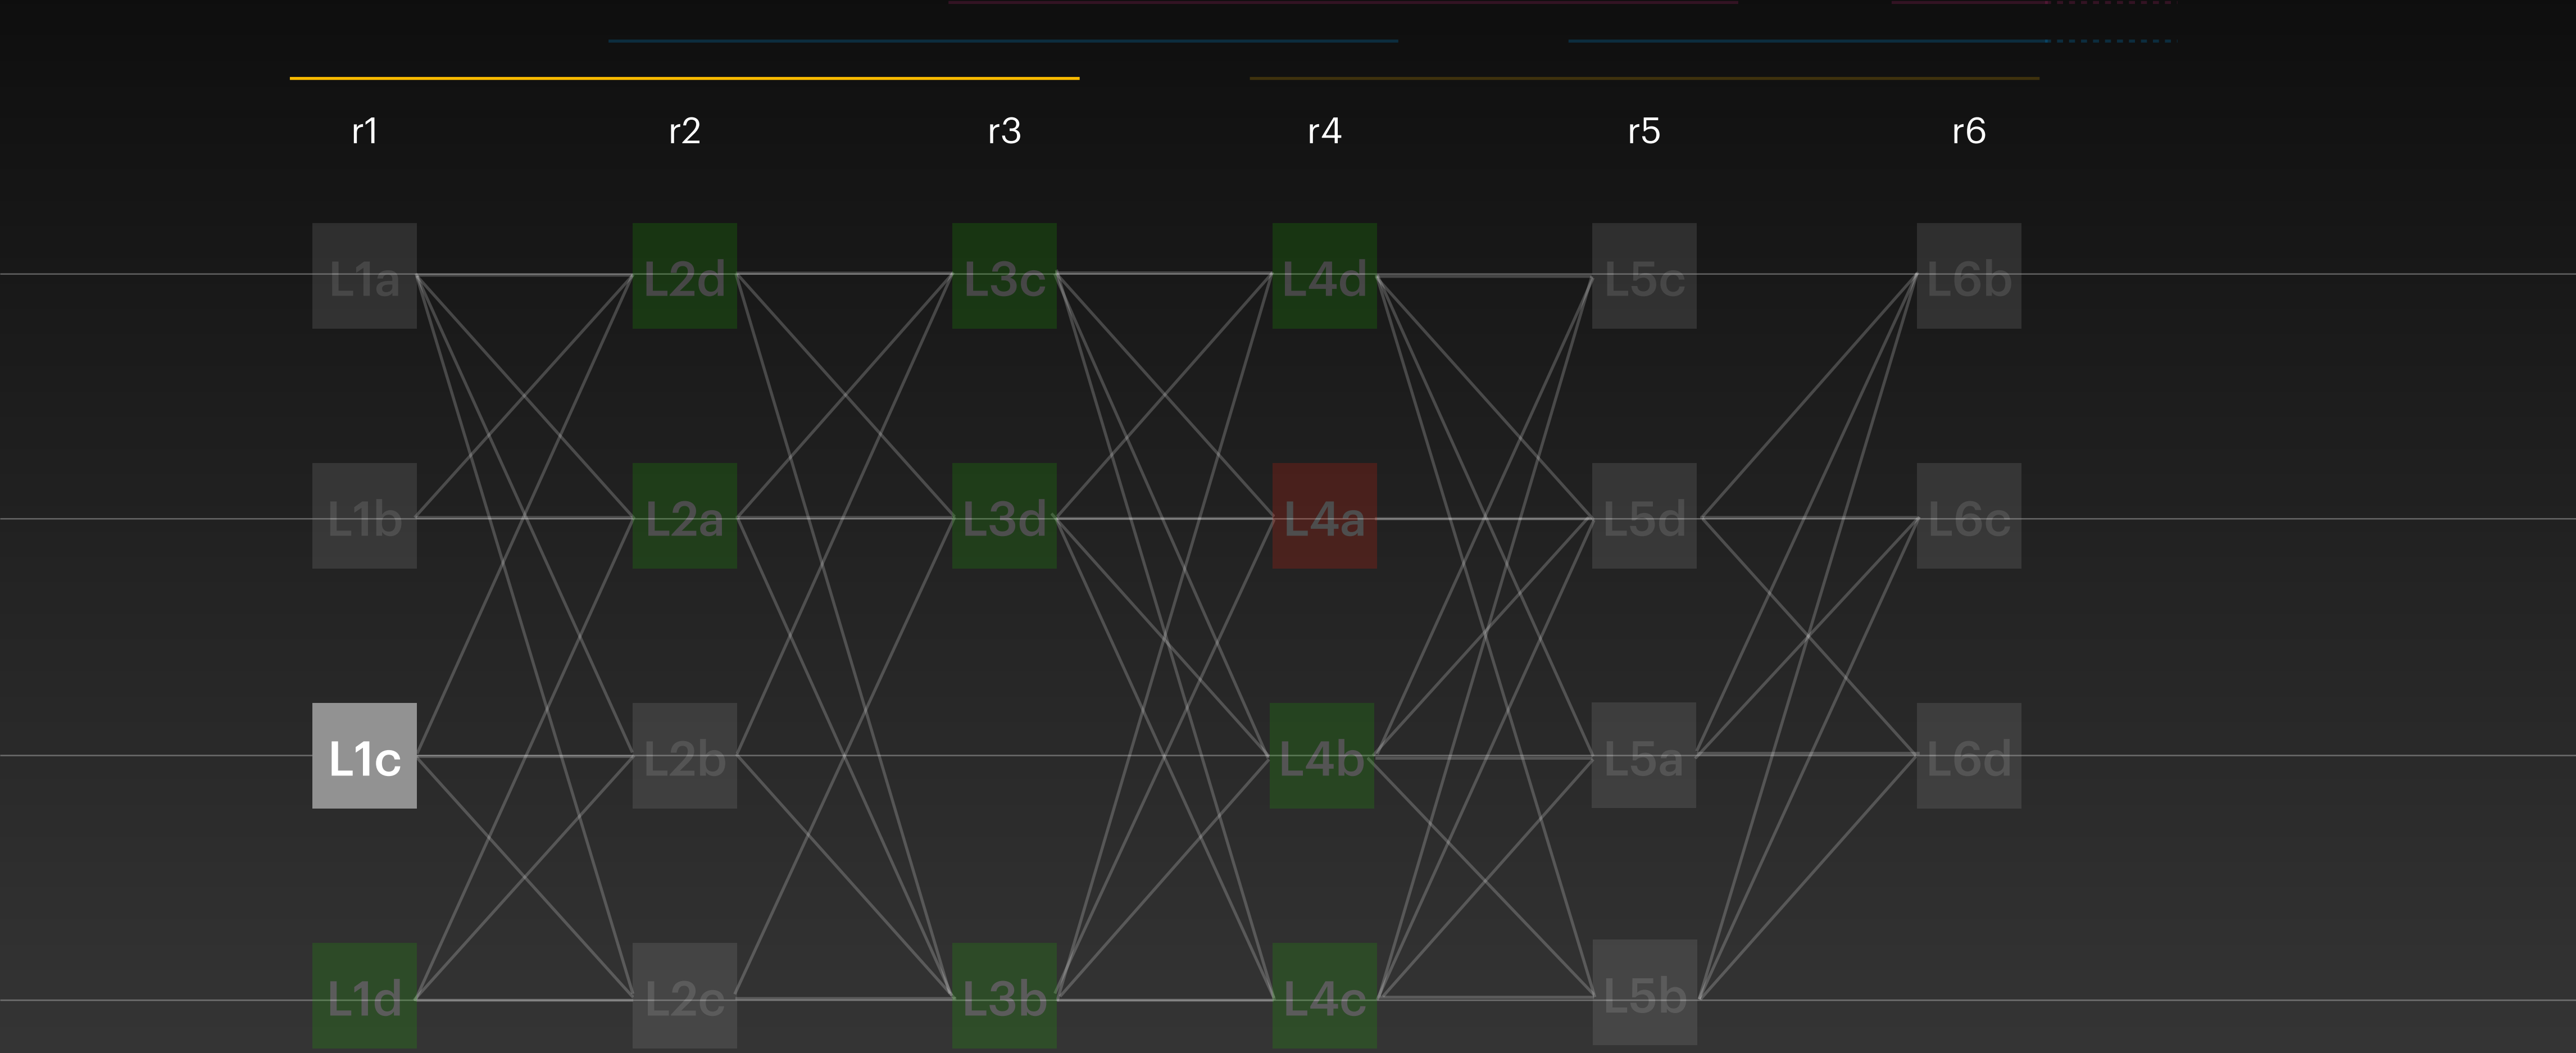 r1 r2 r3 r4 r5 r6
L1a L2d L3c L4d L5c L6b
L1b L2a L3d L4a L5d L6c
L1c L2b L4b L5a L6d
L1d L2c L3b L4c L5b